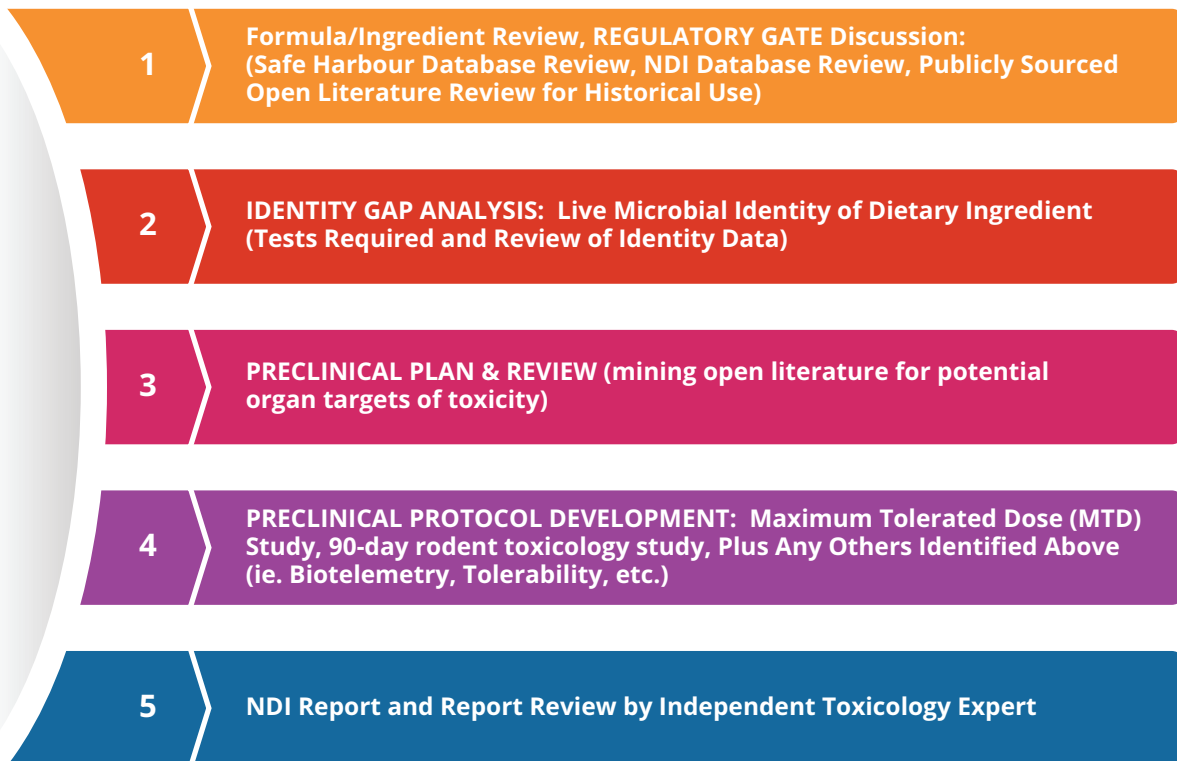 1
Formula/Ingredient Review, REGULATORY GATE Discussion:
(Safe Harbour Database Review, NDI Database Review, Publicly Sourced
Open Literature Review for Historical Use)
2
IDENTITY GAP ANALYSIS:  Live Microbial Identity of Dietary Ingredient
(Tests Required and Review of Identity Data)
3
PRECLINICAL PLAN & REVIEW (mining open literature for potential
organ targets of toxicity)
4
PRECLINICAL PROTOCOL DEVELOPMENT:  Maximum Tolerated Dose (MTD)
Study, 90-day rodent toxicology study, Plus Any Others Identified Above
(ie. Biotelemetry, Tolerability, etc.)
5
NDI Report and Report Review by Independent Toxicology Expert